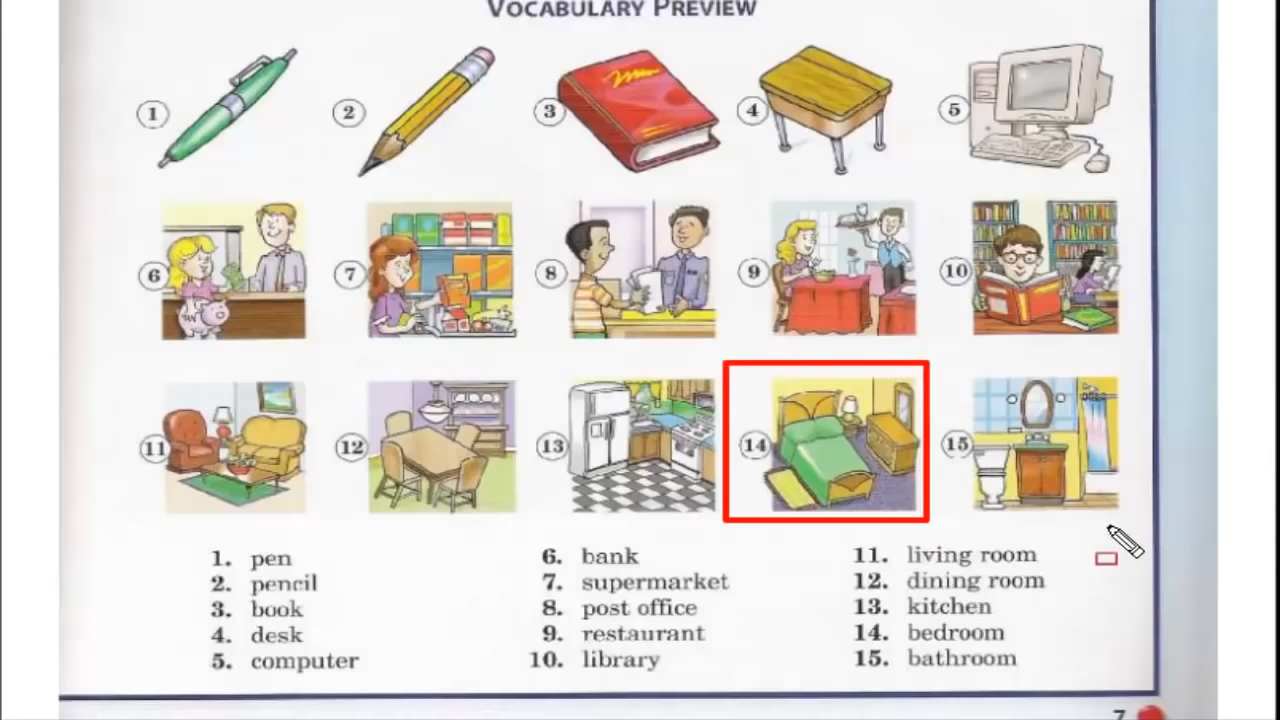 VOCABULARY PREVIEW
1
2
3
4
5
6
7
8
9
10
11
12
13
14
15
1. pen
2. pencil
3. book
4. desk
5. computer
6. bank
7. supermarket
8. post office
9. restaurant
10. library
11. living room
12. dining room
13. kitchen
14. bedroom
15. bathroom
7